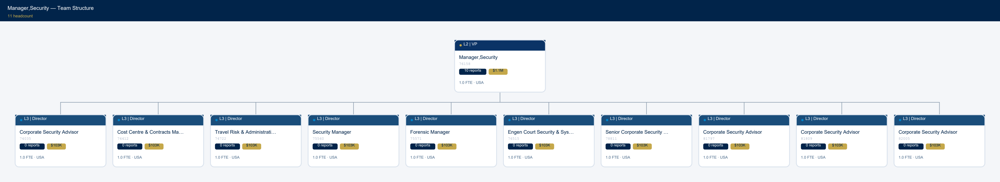 Manager,Security — Team Structure
11 headcount
L2 | VP
Manager,Security
76158
10 reports $1.1M
1.0 FTE · USA
L3 | Director
Corporate Security Advisor
74035
0 reports $103K
1.0 FTE · USA
L3 | Director
Cost Centre & Contracts Ma…
74412
0 reports $103K
1.0 FTE · USA
L3 | Director
Travel Risk & Administrati…
74722
0 reports $103K
1.0 FTE · USA
L3 | Director
Security Manager
75560
0 reports $103K
1.0 FTE · USA
L3 | Director
Forensic Manager
75571
0 reports $103K
1.0 FTE · USA
L3 | Director
Engen Court Security & Sys…
76515
0 reports $103K
1.0 FTE · USA
L3 | Director
Senior Corporate Security …
78811
0 reports $103K
1.0 FTE · USA
L3 | Director
Corporate Security Advisor
81797
0 reports $103K
1.0 FTE · USA
L3 | Director
Corporate Security Advisor
81809
0 reports $103K
1.0 FTE · USA
L3 | Director
Corporate Security Advisor
82005
0 reports $103K
1.0 FTE · USA